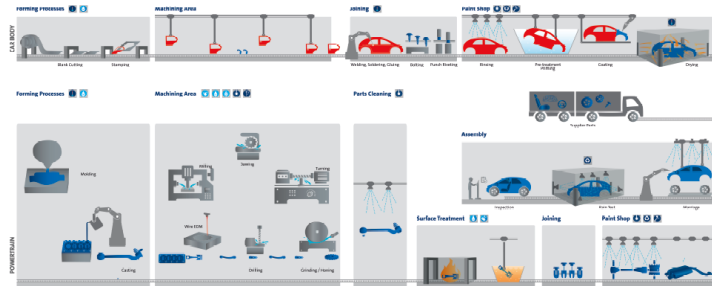 Forming Processes
Machining Area
Joining
Paint Shop
CAR BODY
Blank Cutting
Stamping
Welding, Soldering, Gluing
Bolting
Punch Riveting
Rinsing
Pre-treatment
Coating
Drying
Forming Processes
Machining Area
Parts Cleaning
Supplier Parts
Assembly
Molding
Milling
Sawing
Turning
Inspection
Rain Test
Marriage
Wire EDM
Surface Treatment
Joining
Paint Shop
POWERTRAIN
Casting
Drilling
Grinding / Honing